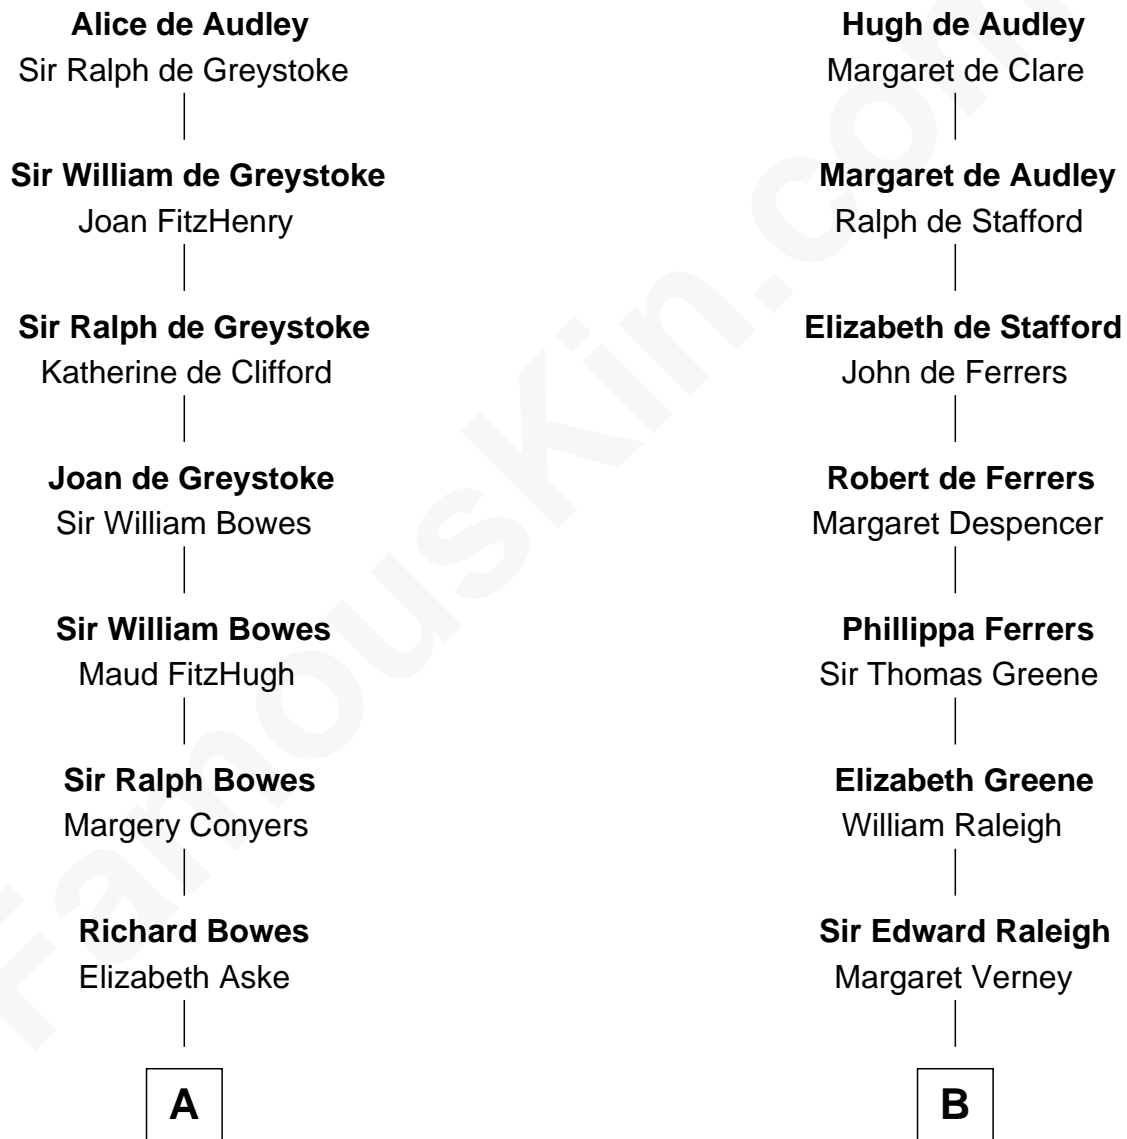 Alice de Audley
Sir Ralph de Greystoke
Sir William de Greystoke
Joan FitzHenry
Sir Ralph de Greystoke
Katherine de Clifford
Joan de Greystoke
Sir William Bowes
Sir William Bowes
Maud FitzHugh
Sir Ralph Bowes
Margery Conyers
Richard Bowes
Elizabeth Aske
A
Hugh de Audley
Margaret de Clare
Margaret de Audley
Ralph de Stafford
Elizabeth de Stafford
John de Ferrers
Robert de Ferrers
Margaret Despencer
Phillippa Ferrers
Sir Thomas Greene
Elizabeth Greene
William Raleigh
Sir Edward Raleigh
Margaret Verney
B
FamousKin.com